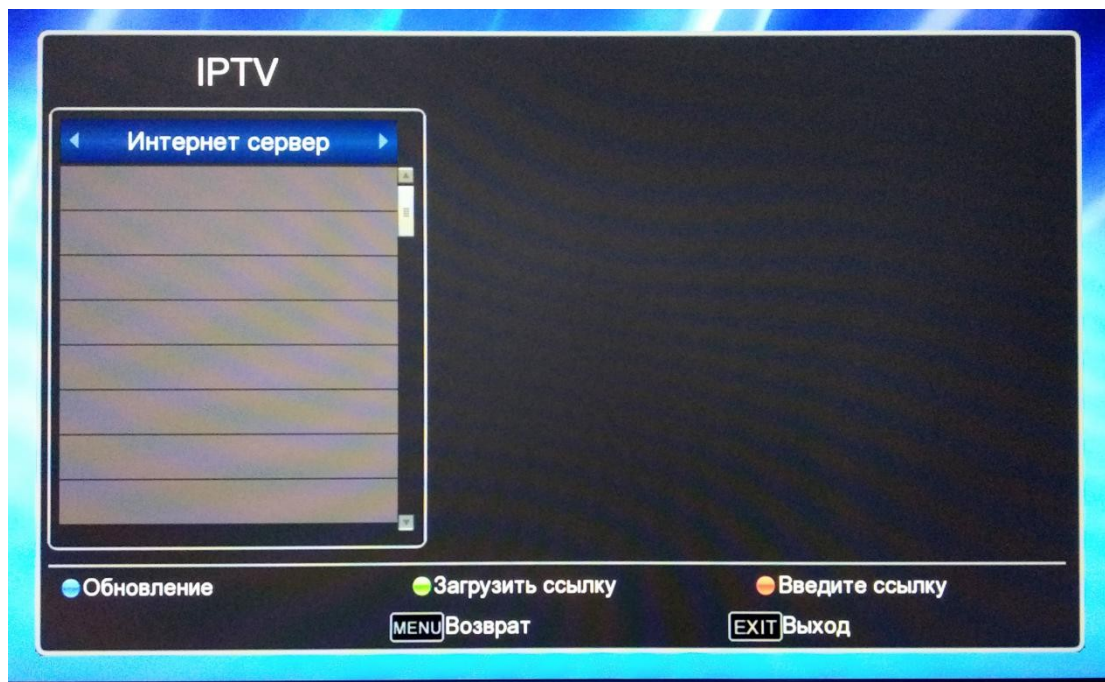 IPTV
Интернет сервер
Обновление
Загрузить ссылку
Введите ссылку
MENU Возврат
EXIT Выход